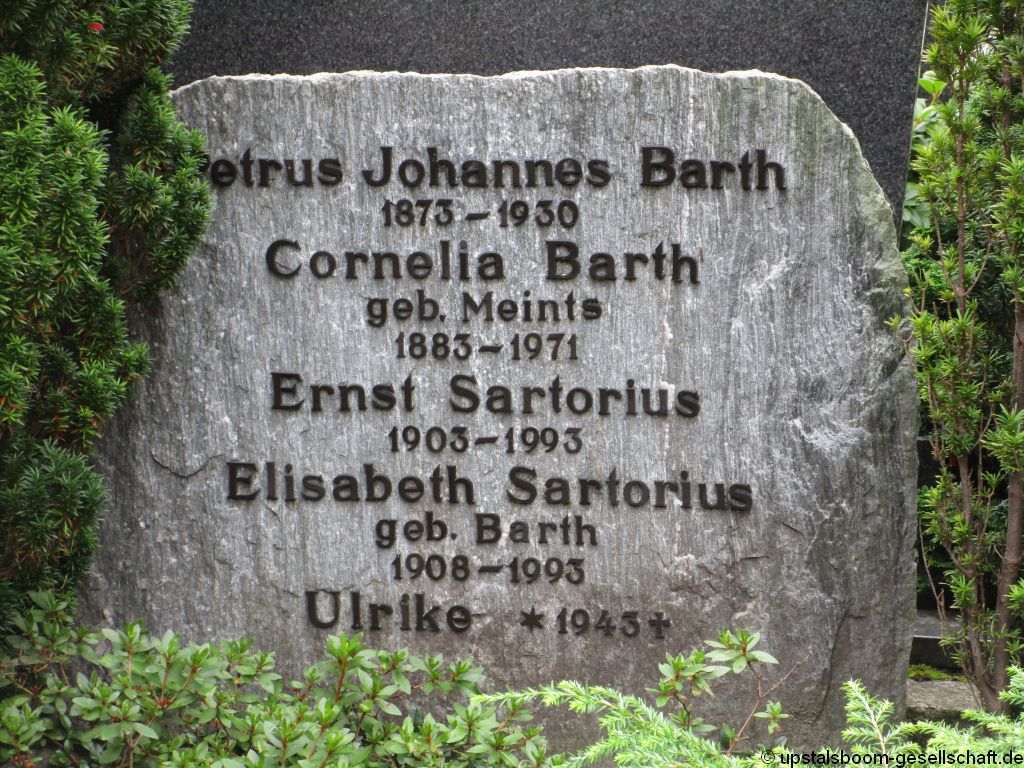 etrus Johannes Barth
1873-1930
Cornelia Barth
geb. Meints
1883-1971
Ernst Sartorius
1903-1993
Elisabeth Sartorius
geb. Barth
1908-1993
Ulrike *1943✝
© upstalsboom-gesellschaft.de